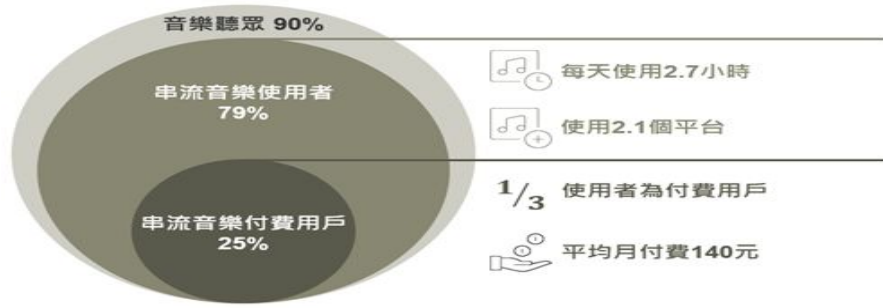 音樂聽眾 90%
串流音樂使用者
79%
串流音樂付費用戶
25%
每天使用2.7小時
使用2.1個平台
1/3 使用者為付費用戶
平均月付費140元